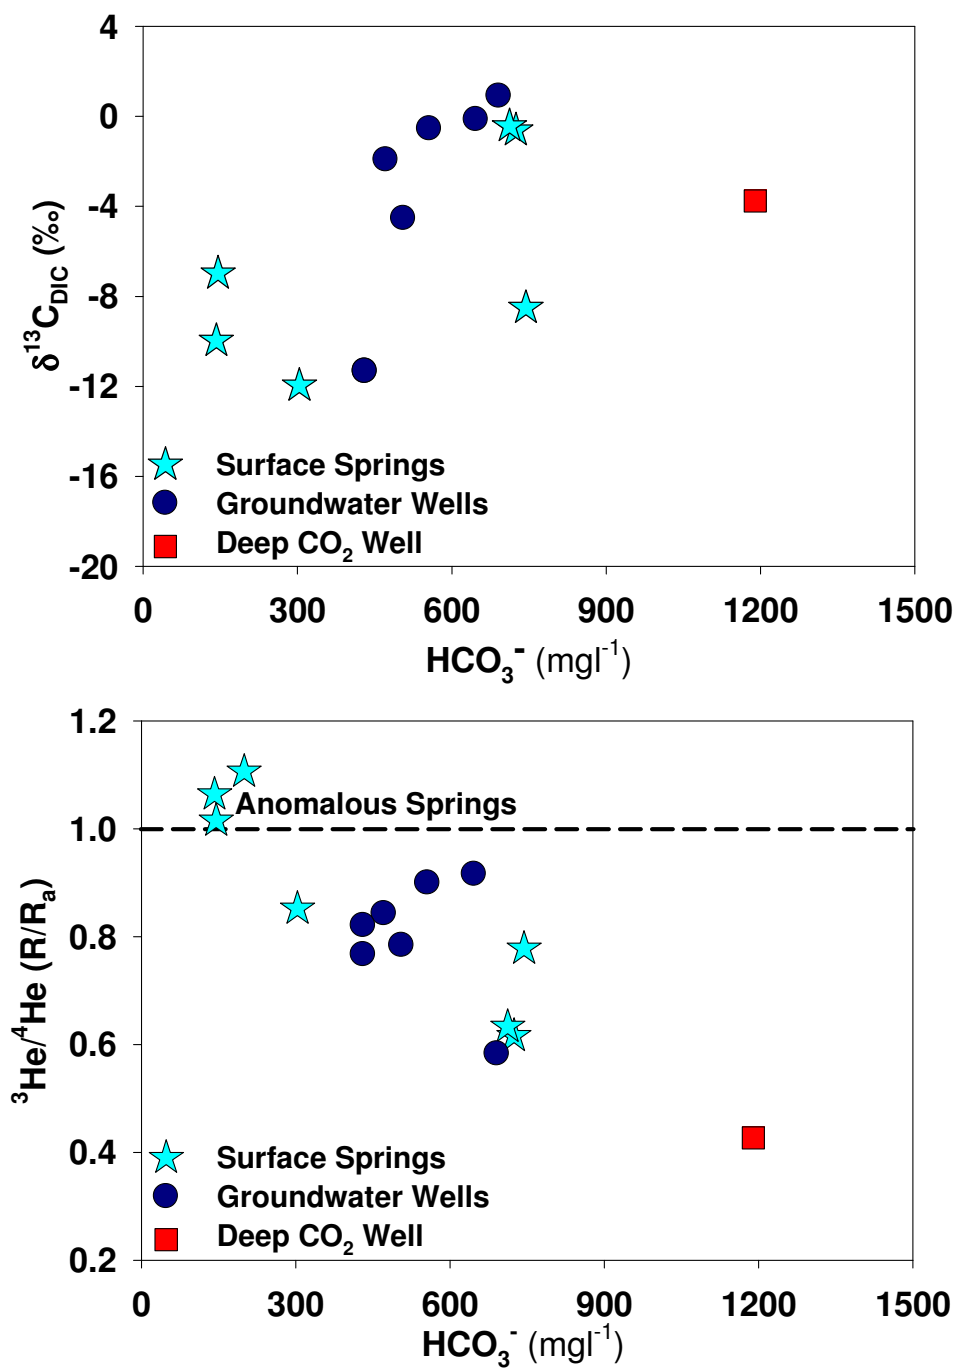 4
0
-4
-8
-12
-16
-20
δ¹³C_DIC (‰)
Surface Springs
Groundwater Wells
Deep CO₂ Well
0 300 600 900 1200 1500
HCO₃⁻ (mgl⁻¹)
1.2
1.0
0.8
0.6
0.4
0.2
³He/⁴He (R/Rₐ)
Anomalous Springs
Surface Springs
Groundwater Wells
Deep CO₂ Well
0 300 600 900 1200 1500
HCO₃⁻ (mgl⁻¹)